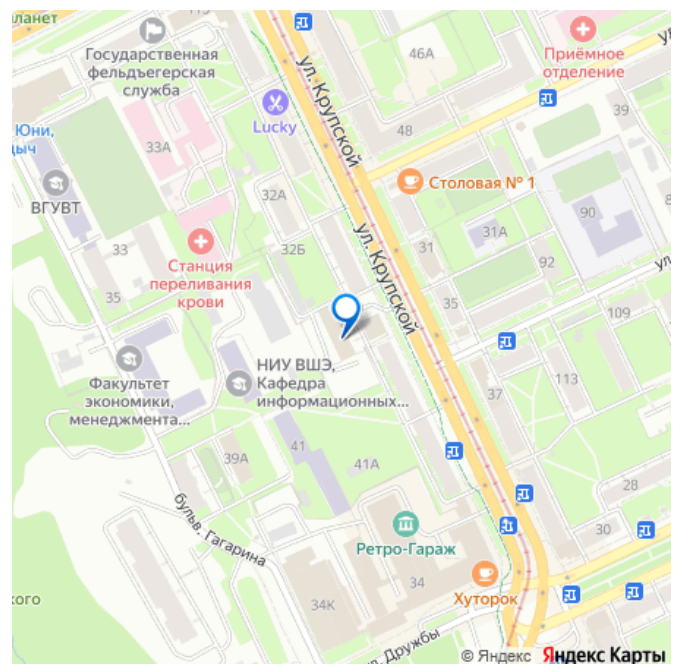 планет
Государственная
фельдъегерская
служба
46А
Приёмное
отделение
ул. Крупской
Lucky
39
48
Юни,
дыч
33А
Столовая № 1
ВГУВТ
32А
90
31А
31
33
32Б
ул. Крупской
Станция
переливания
крови
92
35
35
109
НИУ ВШЭ,
Кафедра
информационных...
Факультет
экономики,
менеджмента...
113
37
41
39А
41А
28
бульв. Гагарина
30
Ретро-Гараж
34
Хуторок
34К
ого
Дружбы
© Яндекс Яндекс Карты